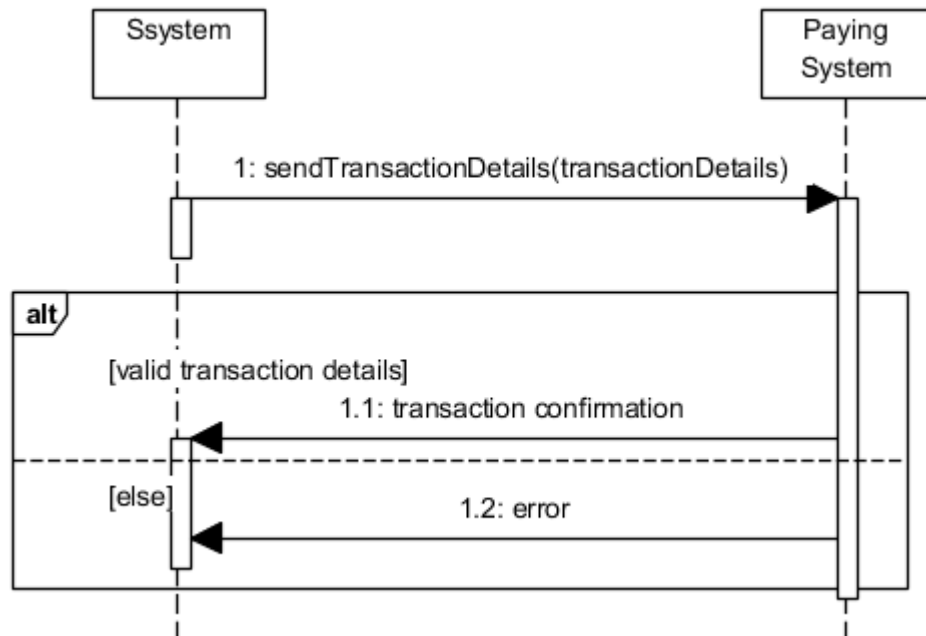 Ssystem
Paying
System
1: sendTransactionDetails(transactionDetails)
alt
[valid transaction details]
1.1: transaction confirmation
[else]
1.2: error